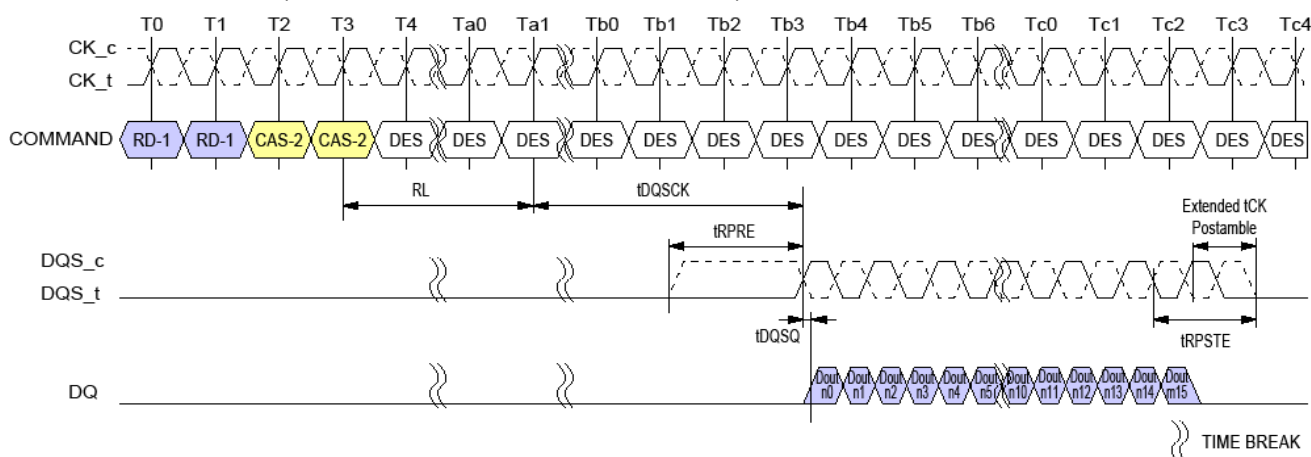 T0 T1 T2 T3 T4 Ta0 Ta1 Tb0 Tb1 Tb2 Tb3 Tb4 Tb5 Tb6 Tc0 Tc1 Tc2 Tc3 Tc4
CK_c
CK_t
COMMAND RD-1 RD-1 CAS-2 CAS-2 DES DES DES DES DES DES DES DES DES DES DES DES DES DES DES
RL tDQSCK
Extended tCK
Postamble
tRPRE
DQS_c
DQS_t
tDQSQ tRPSTE
DQ
Dout Dout Dout Dout Dout Dout Dout Dout Dout Dout Dout Dout
n0 n1 n2 n3 n4 n5 n10 n11 n12 n13 n14 m15
TIME BREAK